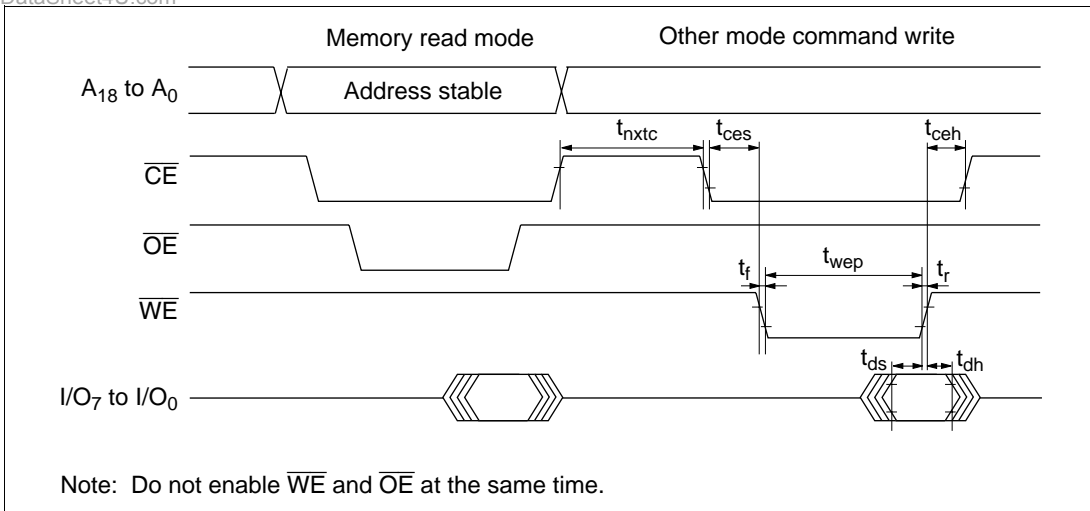 DataSheet4U.com
Memory read mode
Other mode command write
A18 to A0
Address stable
tnxtc
tces
tceh
CE
OE
tf
twep
tr
WE
tds
tdh
I/O7 to I/O0
Note: Do not enable WE and OE at the same time.